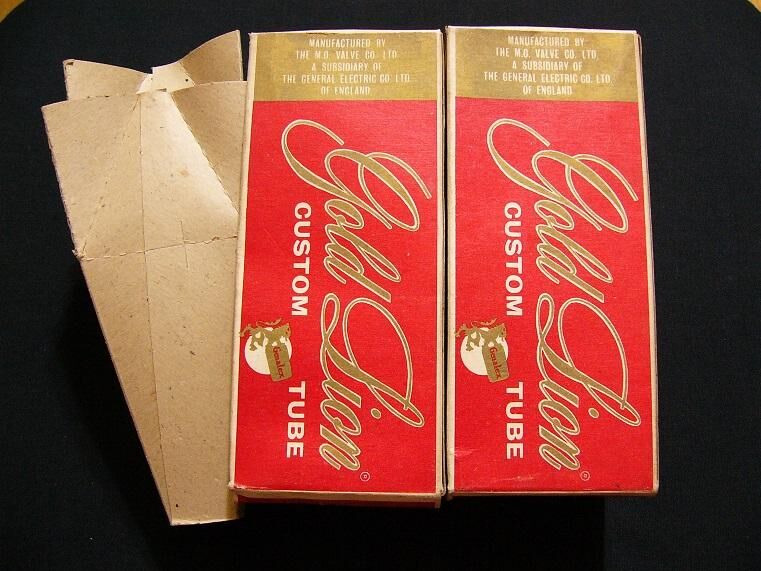 MANUFACTURED BY
THE M.O. VALVE CO. LTD.
A SUBSIDIARY OF
THE GENERAL ELECTRIC CO. LTD.
OF ENGLAND
Gold Lion ®
CUSTOM TUBE
Genalex
MANUFACTURED BY
THE M.O. VALVE CO. LTD.
A SUBSIDIARY OF
THE GENERAL ELECTRIC CO. LTD.
OF ENGLAND
Gold Lion ®
CUSTOM TUBE
Genalex